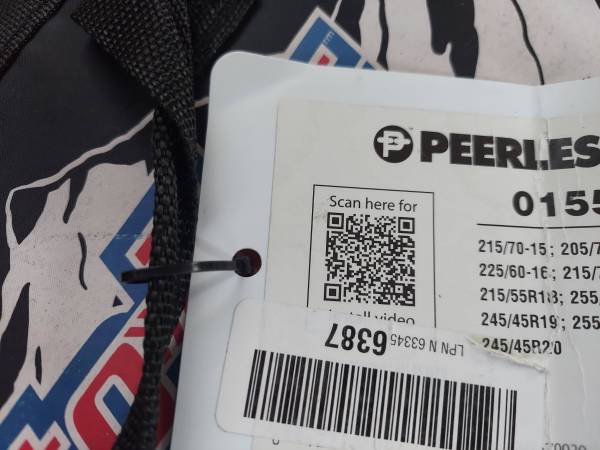 PEERLES
0155
Scan here for
install video
215/70-15; 205/7
225/60-16; 215/7
215/55R18; 255/
245/45R19; 255
245/45R20
LPN N 63345
6387